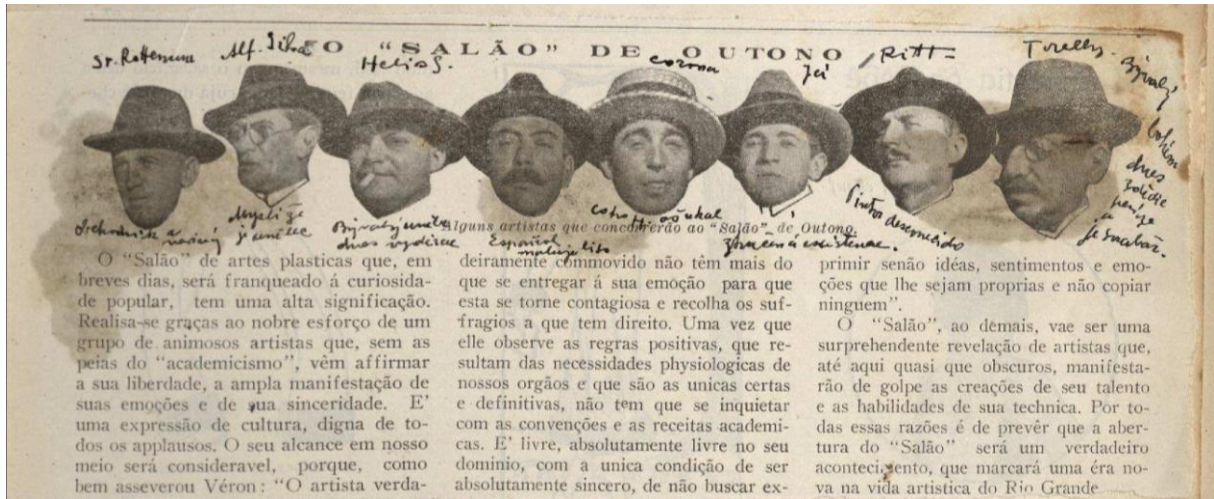 O "SALÃO" DE OUTONO
Sr. Rottermann Alf. Silva Helios S. corona Jei Ritt= Torelly.
Español
Pintor desconocido
Alguns artistas que concorrerão ao "Salão" de Outono.
O "Salão" de artes plasticas que, em
breves dias, será franqueado á curiosida-
de popular, tem uma alta significação.
Realisa-se graças ao nobre esforço de um
grupo de animosos artistas que, sem as
peias do "academicismo", vêm affirmar
a sua liberdade, a ampla manifestação de
suas emoções e de sua sinceridade. E'
uma expressão de cultura, digna de to-
dos os applausos. O seu alcance em nosso
meio será consideravel, porque, como
bem asseverou Véron: "O artista verda-
deiramente commovido não têm mais do
que se entregar á sua emoção para que
esta se torne contagiosa e recolha os suf-
fragios a que tem direito. Uma vez que
elle observe as regras positivas, que re-
sultam das necessidades physiologicas de
nossos orgãos e que são as unicas certas
e definitivas, não tem que se inquietar
com as convenções e as receitas academi-
cas. E' livre, absolutamente livre no seu
dominio, com a unica condição de ser
absolutamente sincero, de não buscar ex-
primir senão idéas, sentimentos e emo-
ções que lhe sejam proprias e não copiar
ninguem".
O "Salão", ao demais, vae ser uma
surprehendente revelação de artistas que,
até aqui quasi que obscuros, manifesta-
rão de golpe as creações de seu talento
e as habilidades de sua technica. Por to-
das essas razões é de prevêr que a aber-
tura do "Salão" será um verdadeiro
acontecimento, que marcará uma éra no-
va na vida artistica do Rio Grande